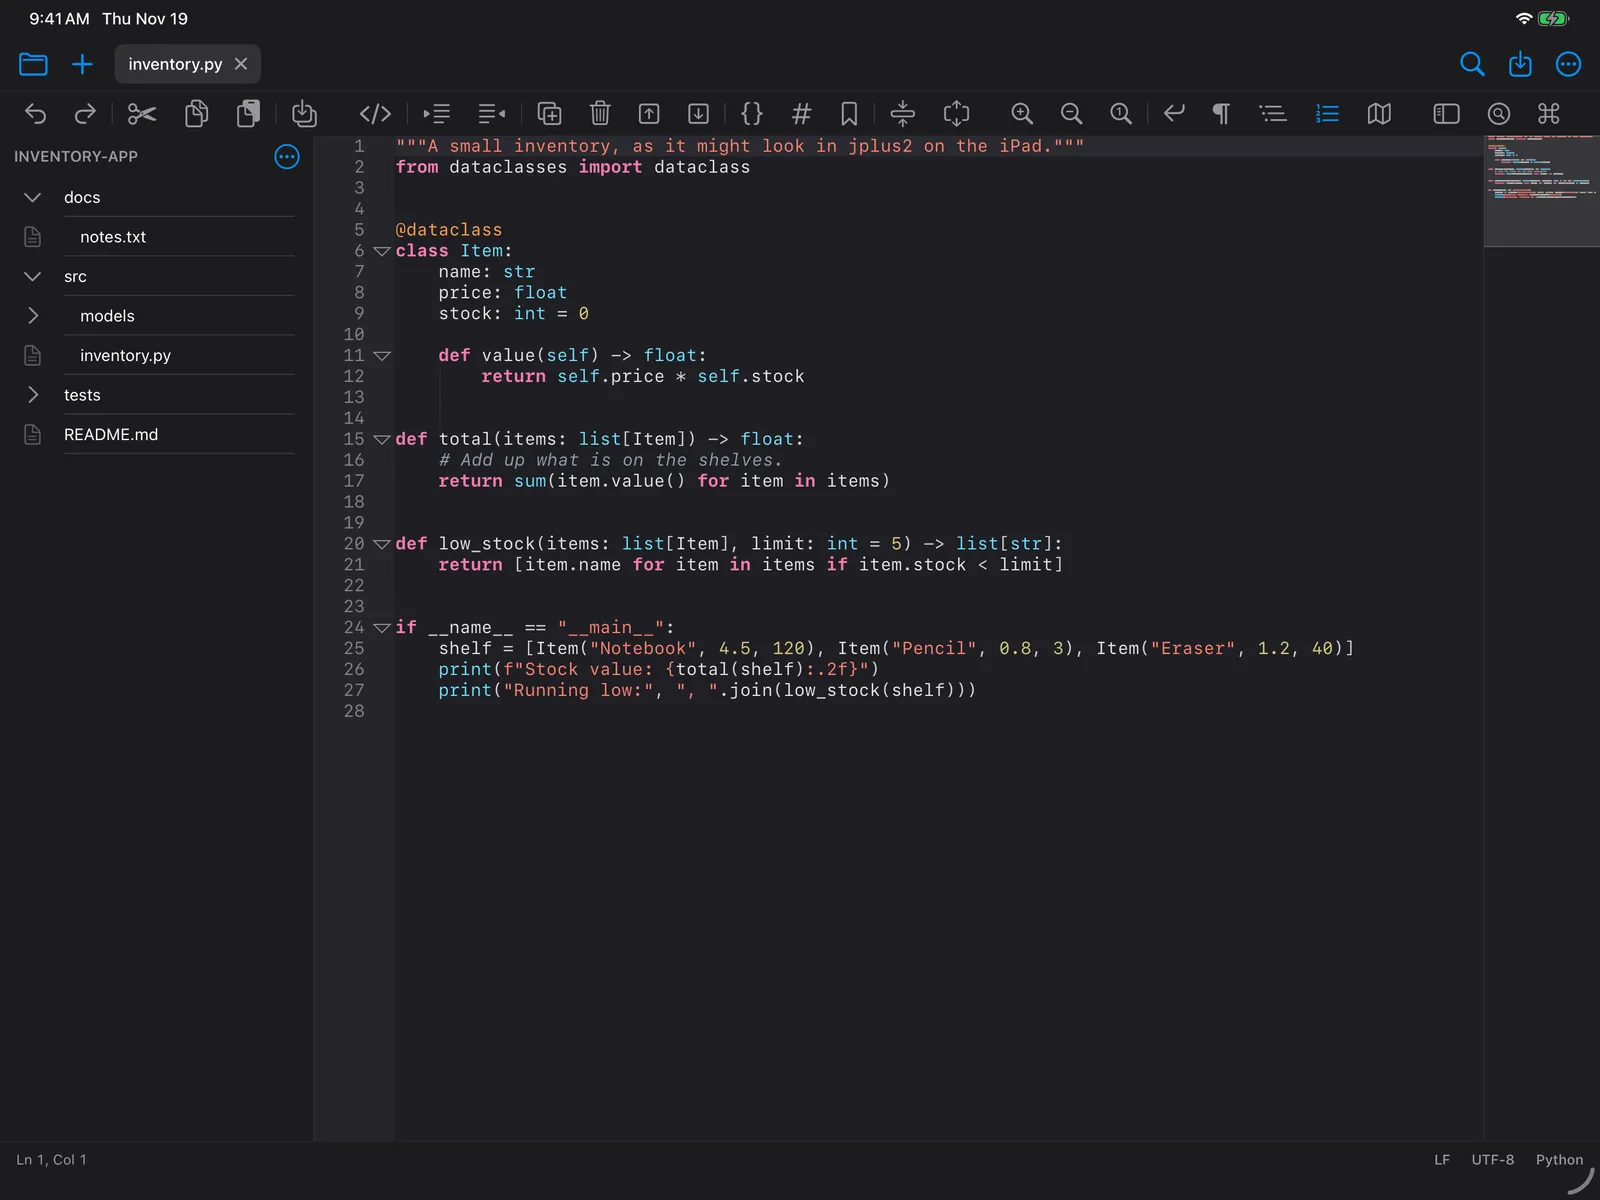 9:41 AM Thu Nov 19
inventory.py
INVENTORY-APP
docs
notes.txt
src
models
inventory.py
tests
README.md
1 """A small inventory, as it might look in jplus2 on the iPad."""
2 from dataclasses import dataclass
3
4
5 @dataclass
6 class Item:
7     name: str
8     price: float
9     stock: int = 0
10
11     def value(self) -> float:
12         return self.price * self.stock
13
14
15 def total(items: list[Item]) -> float:
16     # Add up what is on the shelves.
17     return sum(item.value() for item in items)
18
19
20 def low_stock(items: list[Item], limit: int = 5) -> list[str]:
21     return [item.name for item in items if item.stock < limit]
22
23
24 if __name__ == "__main__":
25     shelf = [Item("Notebook", 4.5, 120), Item("Pencil", 0.8, 3), Item("Eraser", 1.2, 40)]
26     print(f"Stock value: {total(shelf):.2f}")
27     print("Running low:", ", ".join(low_stock(shelf)))
28
Ln 1, Col 1
LF UTF-8 Python